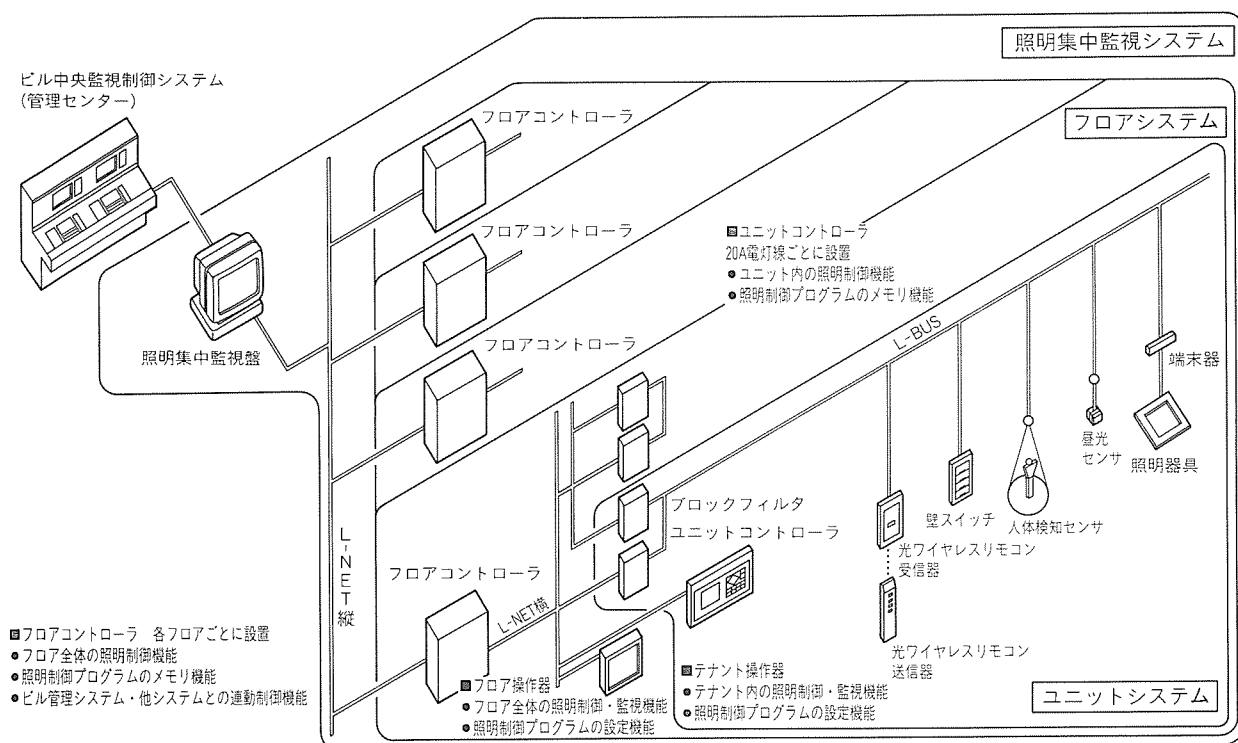 照明集中監視システム
ビル中央監視制御システム
(管理センター)
フロアコントローラ
フロアシステム
フロアコントローラ
■ユニットコントローラ
20A電灯線ごとに設置
●ユニット内の照明制御機能
●照明制御プログラムのメモリ機能
L-BUS
照明集中監視盤
フロアコントローラ
端末器
昼光
センサ
照明器具
ブロックフィルタ
壁スイッチ
人体検知センサ
ユニットコントローラ
光ワイヤレスリモコン
受信器
L-NET縦
フロアコントローラ
L-NET横
■フロアコントローラ 各フロアごとに設置
●フロア全体の照明制御機能
●照明制御プログラムのメモリ機能
●ビル管理システム・他システムとの連動制御機能
光ワイヤレスリモコン
送信器
■フロア操作器
●フロア全体の照明制御・監視機能
●照明制御プログラムの設定機能
■テナント操作器
●テナント内の照明制御・監視機能
●照明制御プログラムの設定機能
ユニットシステム